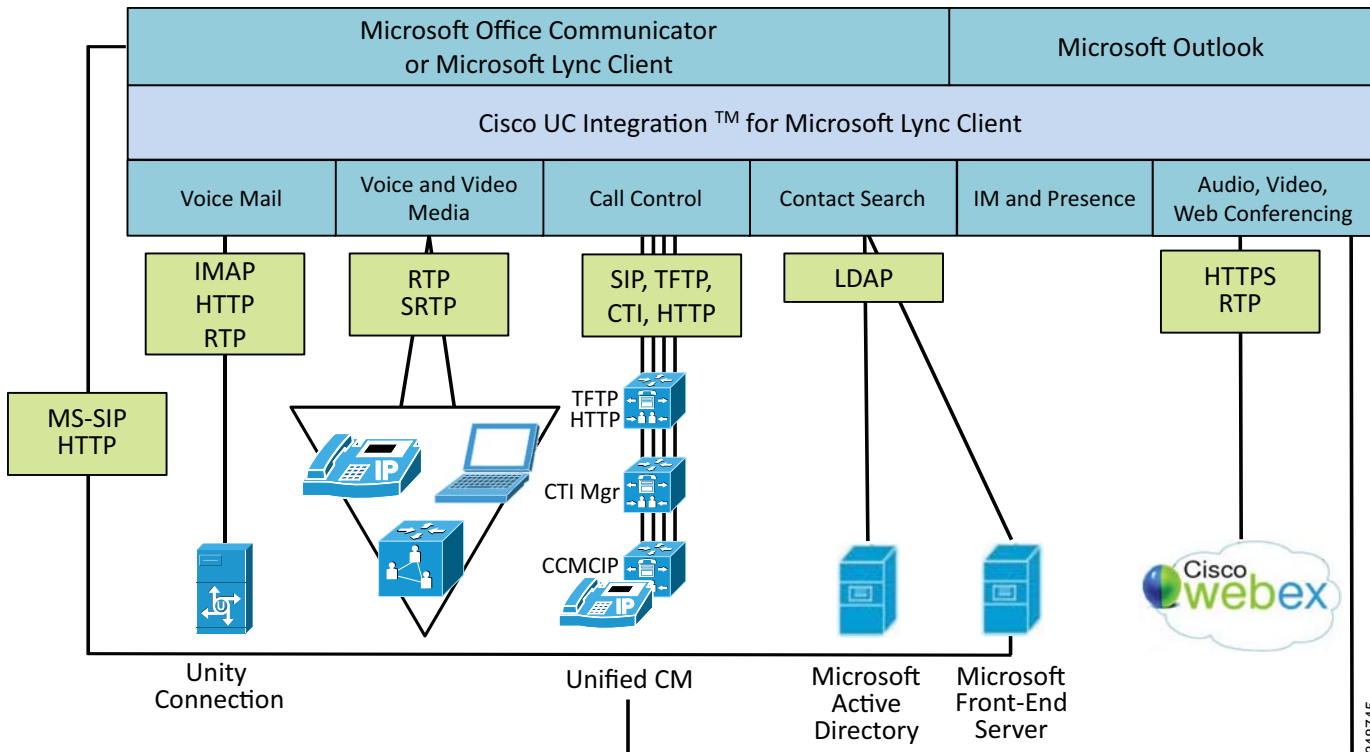 Microsoft Office Communicator
or Microsoft Lync Client
Microsoft Outlook
Cisco UC Integration TM for Microsoft Lync Client
Voice Mail
Voice and Video
Media
Call Control
Contact Search
IM and Presence
Audio, Video,
Web Conferencing
IMAP
HTTP
RTP
RTP
SRTP
SIP, TFTP,
CTI, HTTP
LDAP
HTTPS
RTP
MS-SIP
HTTP
TFTP
HTTP
IP
CTI Mgr
CCMCIP
IP
Cisco
webex
Unity
Connection
Unified CM
Microsoft
Active
Directory
Microsoft
Front-End
Server